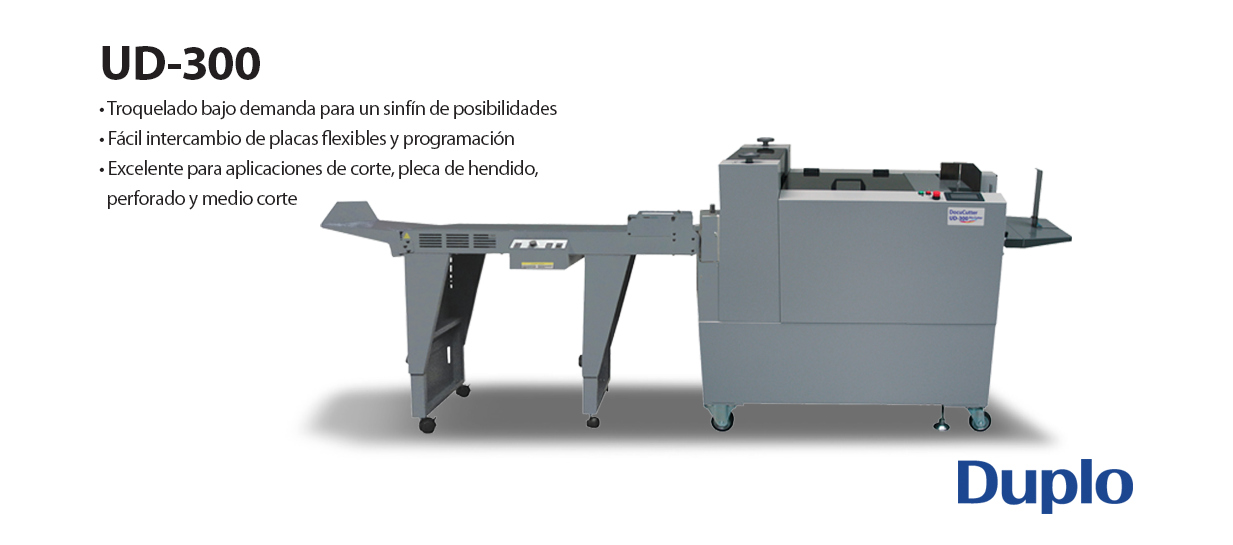 UD-300
• Troquelado bajo demanda para un sinfín de posibilidades
• Fácil intercambio de placas flexibles y programación
• Excelente para aplicaciones de corte, pleca de hendido,
perforado y medio corte
DocuCutter
UD-300
Duplo